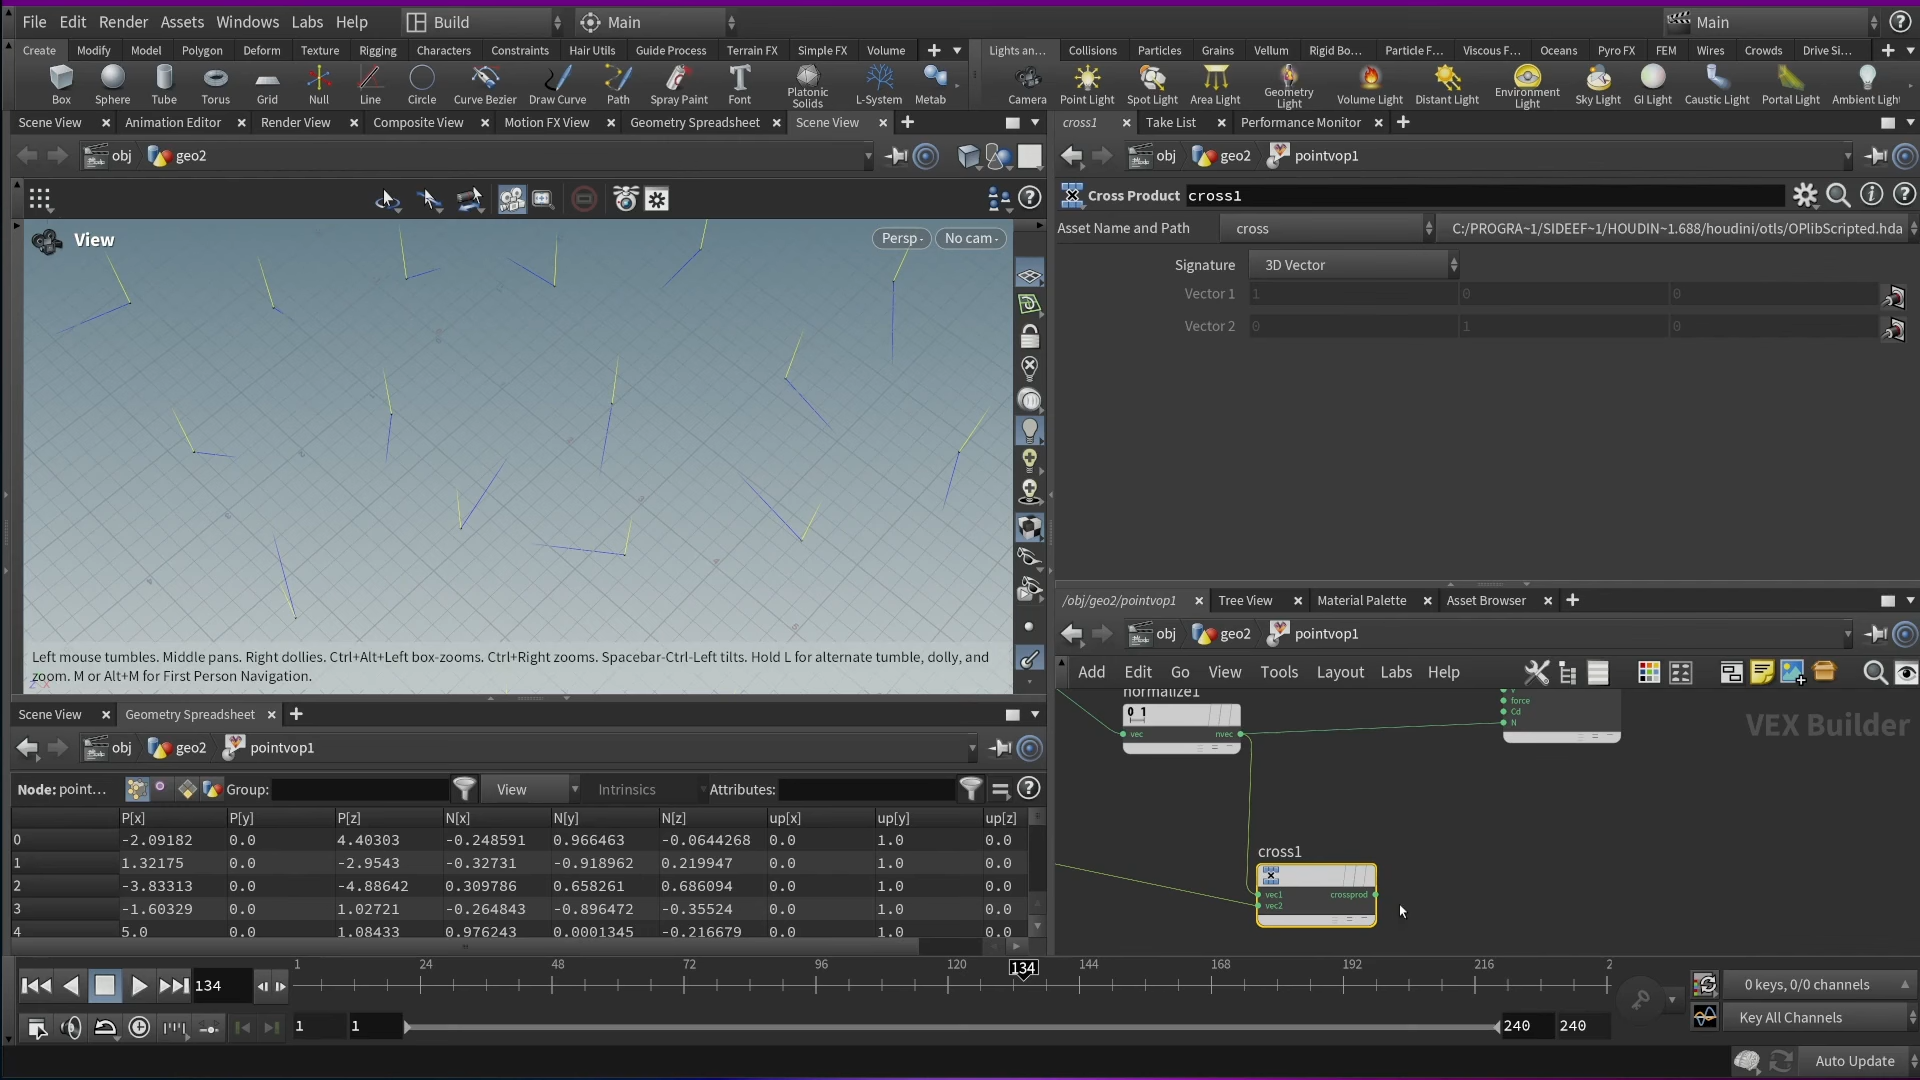 File Edit Render Assets Windows Labs Help Build Main Main
Create Modify Model Polygon Deform Texture Rigging Characters Constraints Hair Utils Guide Process Terrain FX Simple FX Volume Lights an... Collisions Particles Grains Vellum Rigid Bo... Particle F... Viscous F... Oceans Pyro FX FEM Wires Crowds Drive Si...
Box Sphere Tube Torus Grid Null Line Circle Curve Bezier Draw Curve Path Spray Paint Font Platonic Solids L-System Metab Camera Point Light Spot Light Area Light Geometry Light Volume Light Distant Light Environment Light Sky Light GI Light Caustic Light Portal Light Ambient Light
Scene View Animation Editor Render View Composite View Motion FX View Geometry Spreadsheet Scene View
obj geo2
View
Persp No cam
Left mouse tumbles. Middle pans. Right dollies. Ctrl+Alt+Left box-zooms. Ctrl+Right zooms. Spacebar-Ctrl-Left tilts. Hold L for alternate tumble, dolly, and
zoom. M or Alt+M for First Person Navigation.
Scene View Geometry Spreadsheet
obj geo2 pointvop1
Node: point... Group: View Intrinsics Attributes:
P[x] P[y] P[z] N[x] N[y] N[z] up[x] up[y] up[z]
0 -2.09182 0.0 4.40303 -0.248591 0.966463 -0.0644268 0.0 1.0 0.0
1 1.32175 0.0 -2.9543 -0.32731 -0.918962 0.219947 0.0 1.0 0.0
2 -3.83313 0.0 -4.88642 0.309786 0.658261 0.686094 0.0 1.0 0.0
3 -1.60329 0.0 1.02721 -0.264843 -0.896472 -0.35524 0.0 1.0 0.0
4 5.0 0.0 1.08433 0.976243 0.0001345 -0.216679 0.0 1.0 0.0
cross1 Take List Performance Monitor
obj geo2 pointvop1
Cross Product cross1
Asset Name and Path cross C:/PROGRA~1/SIDEEF~1/HOUDIN~1.688/houdini/otls/OPlibScripted.hda
Signature 3D Vector
Vector 1 1 0 0
Vector 2 0 1 0
/obj/geo2/pointvop1 Tree View Material Palette Asset Browser
obj geo2 pointvop1
Add Edit Go View Tools Layout Labs Help
normalize1
0 1
vec nvec
force
Cd
N
VEX Builder
cross1
vec1 crossprod
vec2
134 1 24 48 72 96 120 134 144 168 192 216 2
0 keys, 0/0 channels
1 1 240 240
Key All Channels
Auto Update